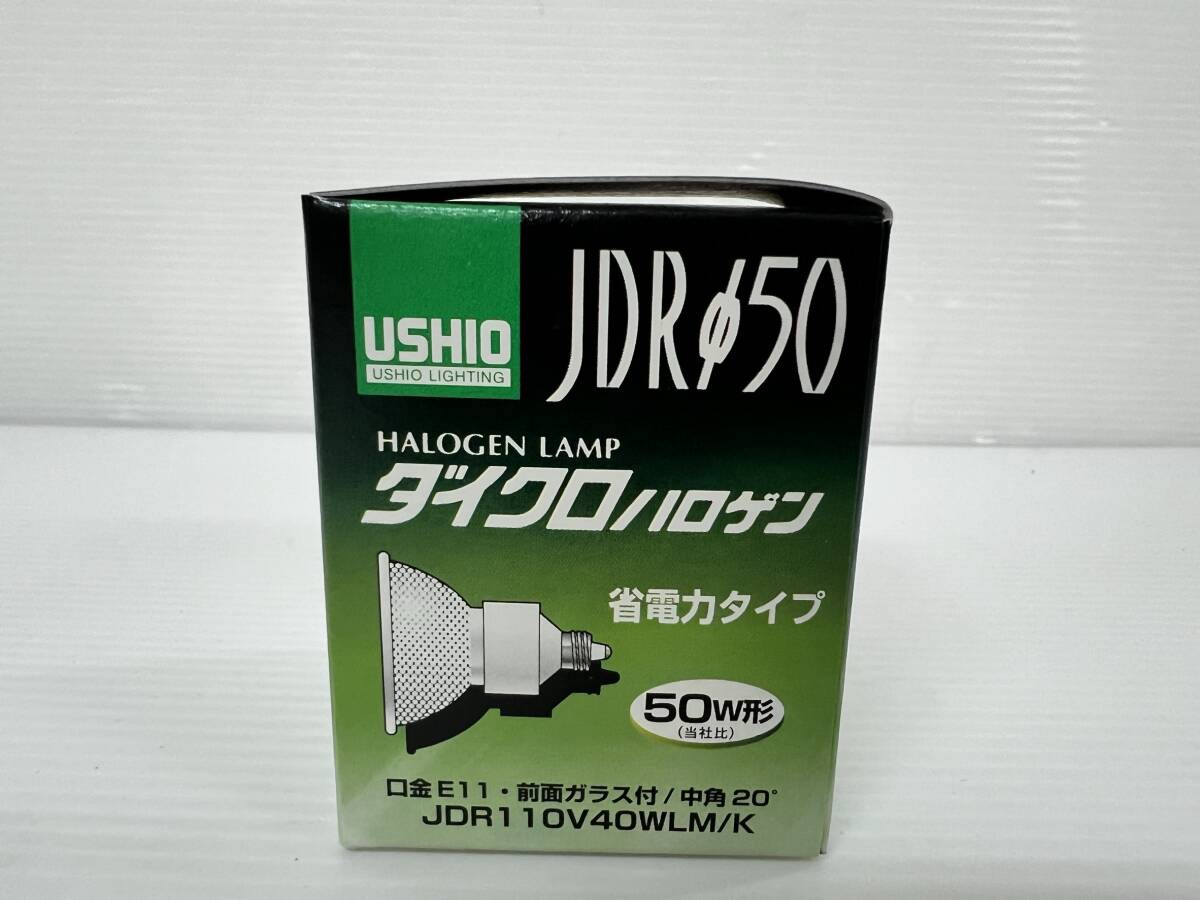 USHIO
USHIO LIGHTING
JDRφ50
HALOGEN LAMP
ダイクロハロゲン
省電力タイプ
50W形
(当社比)
口金E11・前面ガラス付/中角20°
JDR110V40WLM/K